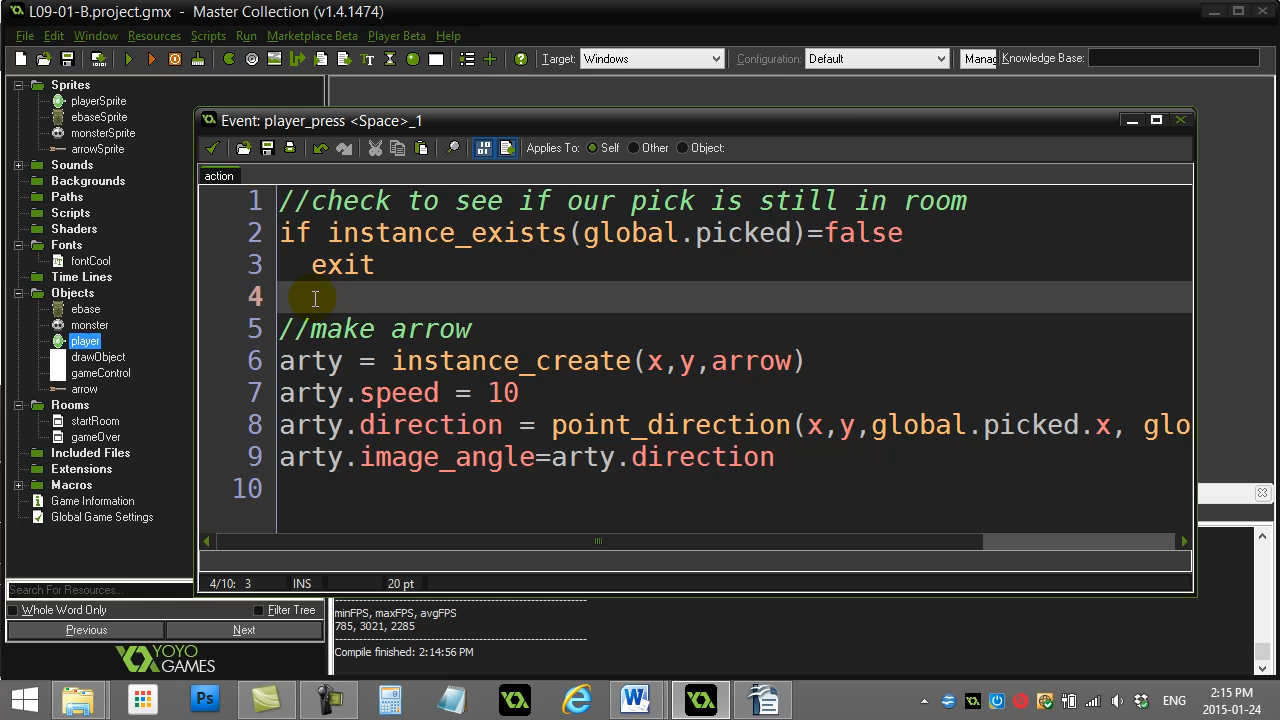 L09-01-B.project.gmx - Master Collection (v1.4.1474)
File Edit Window Resources Scripts Run Marketplace Beta Player Beta Help
Target: Windows Configuration: Default Manag Knowledge Base:
Sprites
playerSprite
ebaseSprite
monsterSprite
arrowSprite
Sounds
Backgrounds
Paths
Scripts
Shaders
Fonts
fontCool
Time Lines
Objects
ebase
monster
player
drawObject
gameControl
arrow
Rooms
startRoom
gameOver
Included Files
Extensions
Macros
Game Information
Global Game Settings
Search For Resources...
Whole Word Only Filter Tree
Previous Next
YOYO
GAMES
Event: player_press <Space>_1
Applies To: Self Other Object:
action
1 //check to see if our pick is still in room
2 if instance_exists(global.picked)=false
3 exit
4
5 //make arrow
6 arty = instance_create(x,y,arrow)
7 arty.speed = 10
8 arty.direction = point_direction(x,y,global.picked.x, glo
9 arty.image_angle=arty.direction
10
4/10: 3 INS 20 pt
minFPS, maxFPS, avgFPS
785, 3021, 2285
Compile finished: 2:14:56 PM
Ps
W
ENG
2:15 PM
2015-01-24